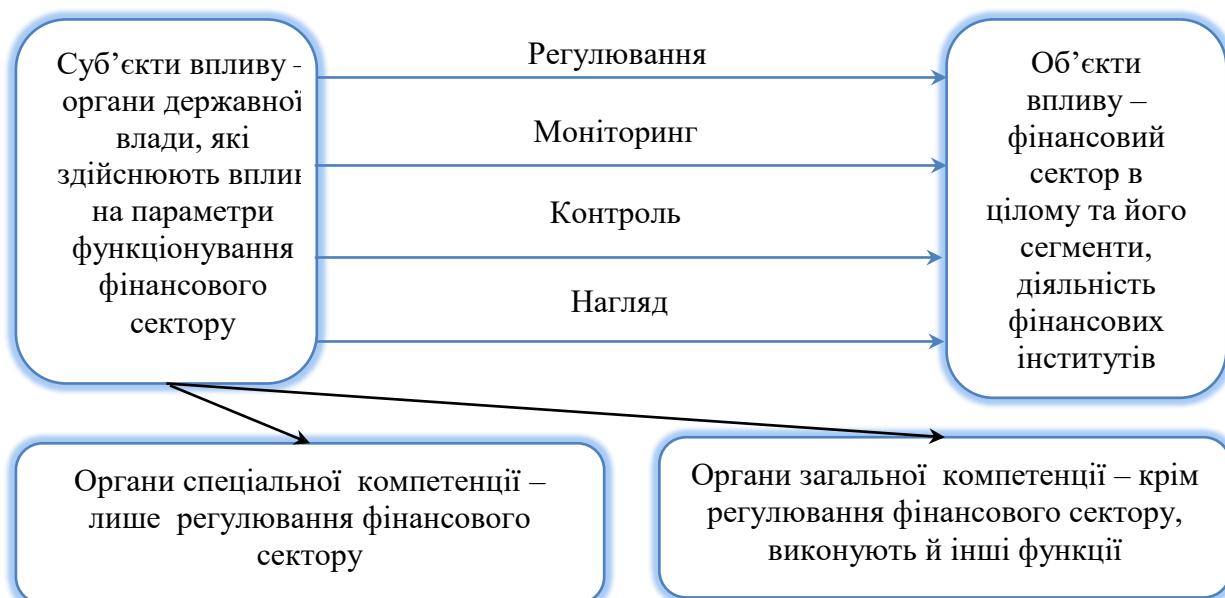 Суб’єкти впливу –
органи державної
влади, які
здійснюють вплив
на параметри
функціонування
фінансового
сектору
Регулювання
Моніторинг
Контроль
Нагляд
Об’єкти
впливу –
фінансовий
сектор в
цілому та його
сегменти,
діяльність
фінансових
інститутів
Органи спеціальної компетенції –
лише регулювання фінансового
сектору
Органи загальної компетенції – крім
регулювання фінансового сектору,
виконують й інші функції